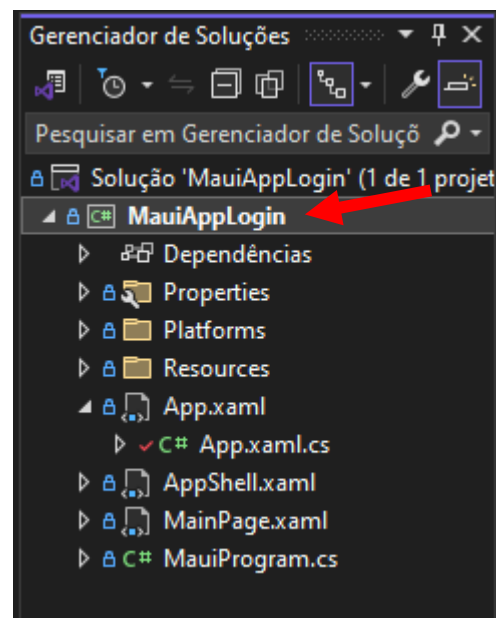 Gerenciador de Soluções
Pesquisar em Gerenciador de Soluçõ
Solução 'MauiAppLogin' (1 de 1 projet
C# MauiAppLogin
Dependências
Properties
Platforms
Resources
App.xaml
C# App.xaml.cs
AppShell.xaml
MainPage.xaml
C# MauiProgram.cs